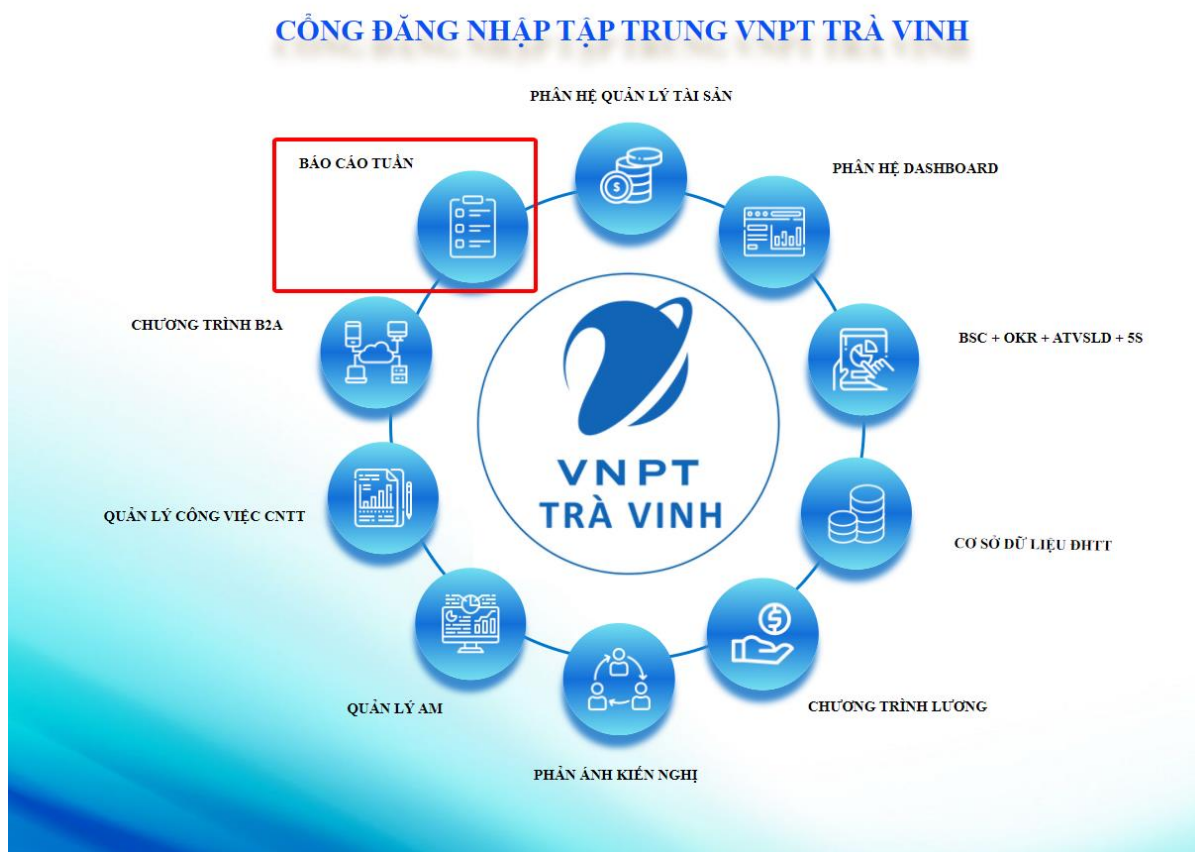 CỔNG ĐĂNG NHẬP TẬP TRUNG VNPT TRÀ VINH
PHÂN HỆ QUẢN LÝ TÀI SẢN
BÁO CÁO TUẦN
PHÂN HỆ DASHBOARD
CHƯƠNG TRÌNH B2A
BSC + OKR + ATVSLD + 5S
VNPT
TRÀ VINH
QUẢN LÝ CÔNG VIỆC CNTT
CƠ SỞ DỮ LIỆU ĐHTT
QUẢN LÝ AM
CHƯƠNG TRÌNH LƯƠNG
PHẢN ÁNH KIẾN NGHỊ